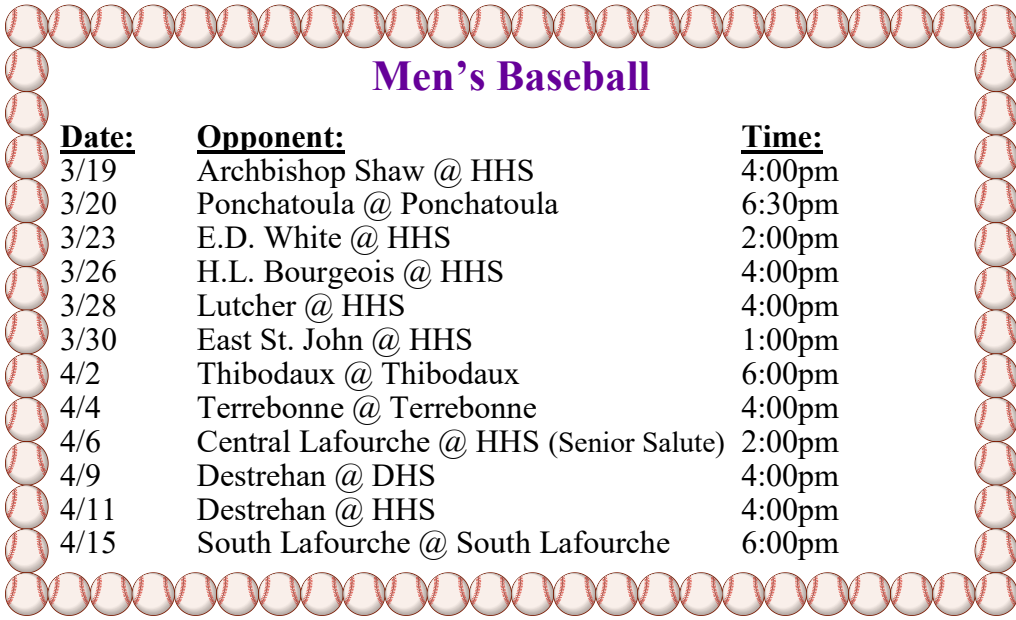 Men’s Baseball
Date: Opponent: Time:
3/19 Archbishop Shaw @ HHS 4:00pm
3/20 Ponchatoula @ Ponchatoula 6:30pm
3/23 E.D. White @ HHS 2:00pm
3/26 H.L. Bourgeois @ HHS 4:00pm
3/28 Lutcher @ HHS 4:00pm
3/30 East St. John @ HHS 1:00pm
4/2 Thibodaux @ Thibodaux 6:00pm
4/4 Terrebonne @ Terrebonne 4:00pm
4/6 Central Lafourche @ HHS (Senior Salute) 2:00pm
4/9 Destrehan @ DHS 4:00pm
4/11 Destrehan @ HHS 4:00pm
4/15 South Lafourche @ South Lafourche 6:00pm